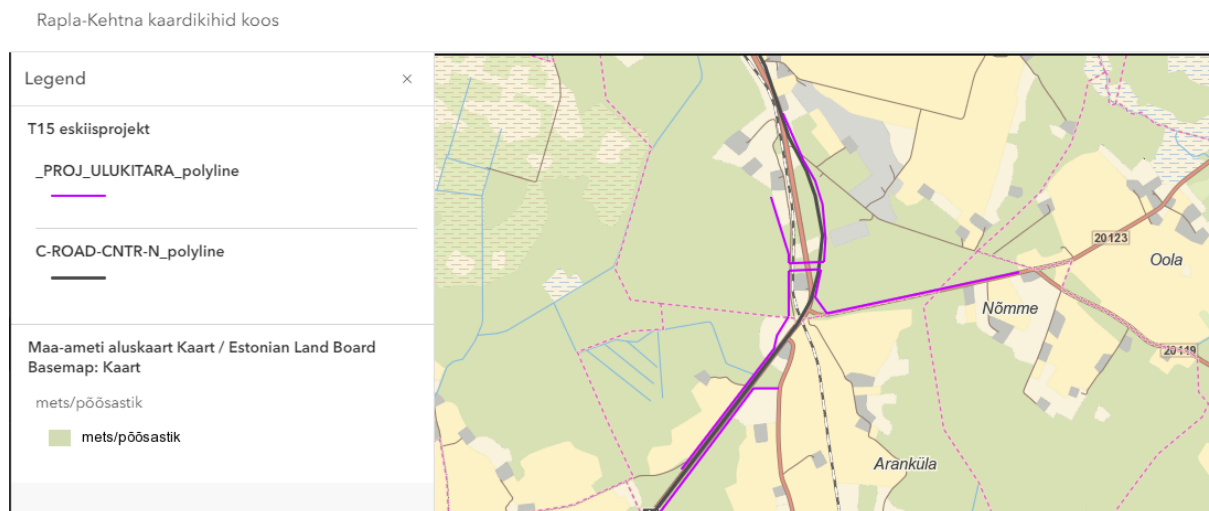 Rapla-Kehtna kaardikihid koos
Legend ×
T15 eskiisprojekt
_PROJ_ULUKITARA_polyline
C-ROAD-CNTR-N_polyline
Maa-ameti aluskaart Kaart / Estonian Land Board
Basemap: Kaart
mets/põõsastik
mets/põõsastik
20123
Oola
Nõmme
20119
Aranküla